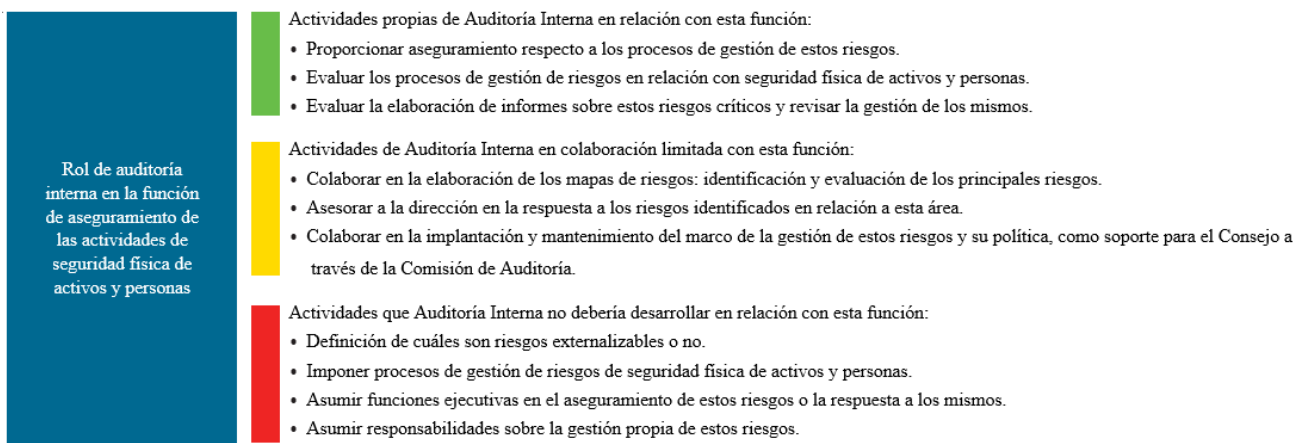 Rol de auditoría
interna en la función
de aseguramiento de
las actividades de
seguridad física de
activos y personas
Actividades propias de Auditoría Interna en relación con esta función:
• Proporcionar aseguramiento respecto a los procesos de gestión de estos riesgos.
• Evaluar los procesos de gestión de riesgos en relación con seguridad física de activos y personas.
• Evaluar la elaboración de informes sobre estos riesgos críticos y revisar la gestión de los mismos.
Actividades de Auditoría Interna en colaboración limitada con esta función:
• Colaborar en la elaboración de los mapas de riesgos: identificación y evaluación de los principales riesgos.
• Asesorar a la dirección en la respuesta a los riesgos identificados en relación a esta área.
• Colaborar en la implantación y mantenimiento del marco de la gestión de estos riesgos y su política, como soporte para el Consejo a
través de la Comisión de Auditoría.
Actividades que Auditoría Interna no debería desarrollar en relación con esta función:
• Definición de cuáles son riesgos externalizables o no.
• Imponer procesos de gestión de riesgos de seguridad física de activos y personas.
• Asumir funciones ejecutivas en el aseguramiento de estos riesgos o la respuesta a los mismos.
• Asumir responsabilidades sobre la gestión propia de estos riesgos.